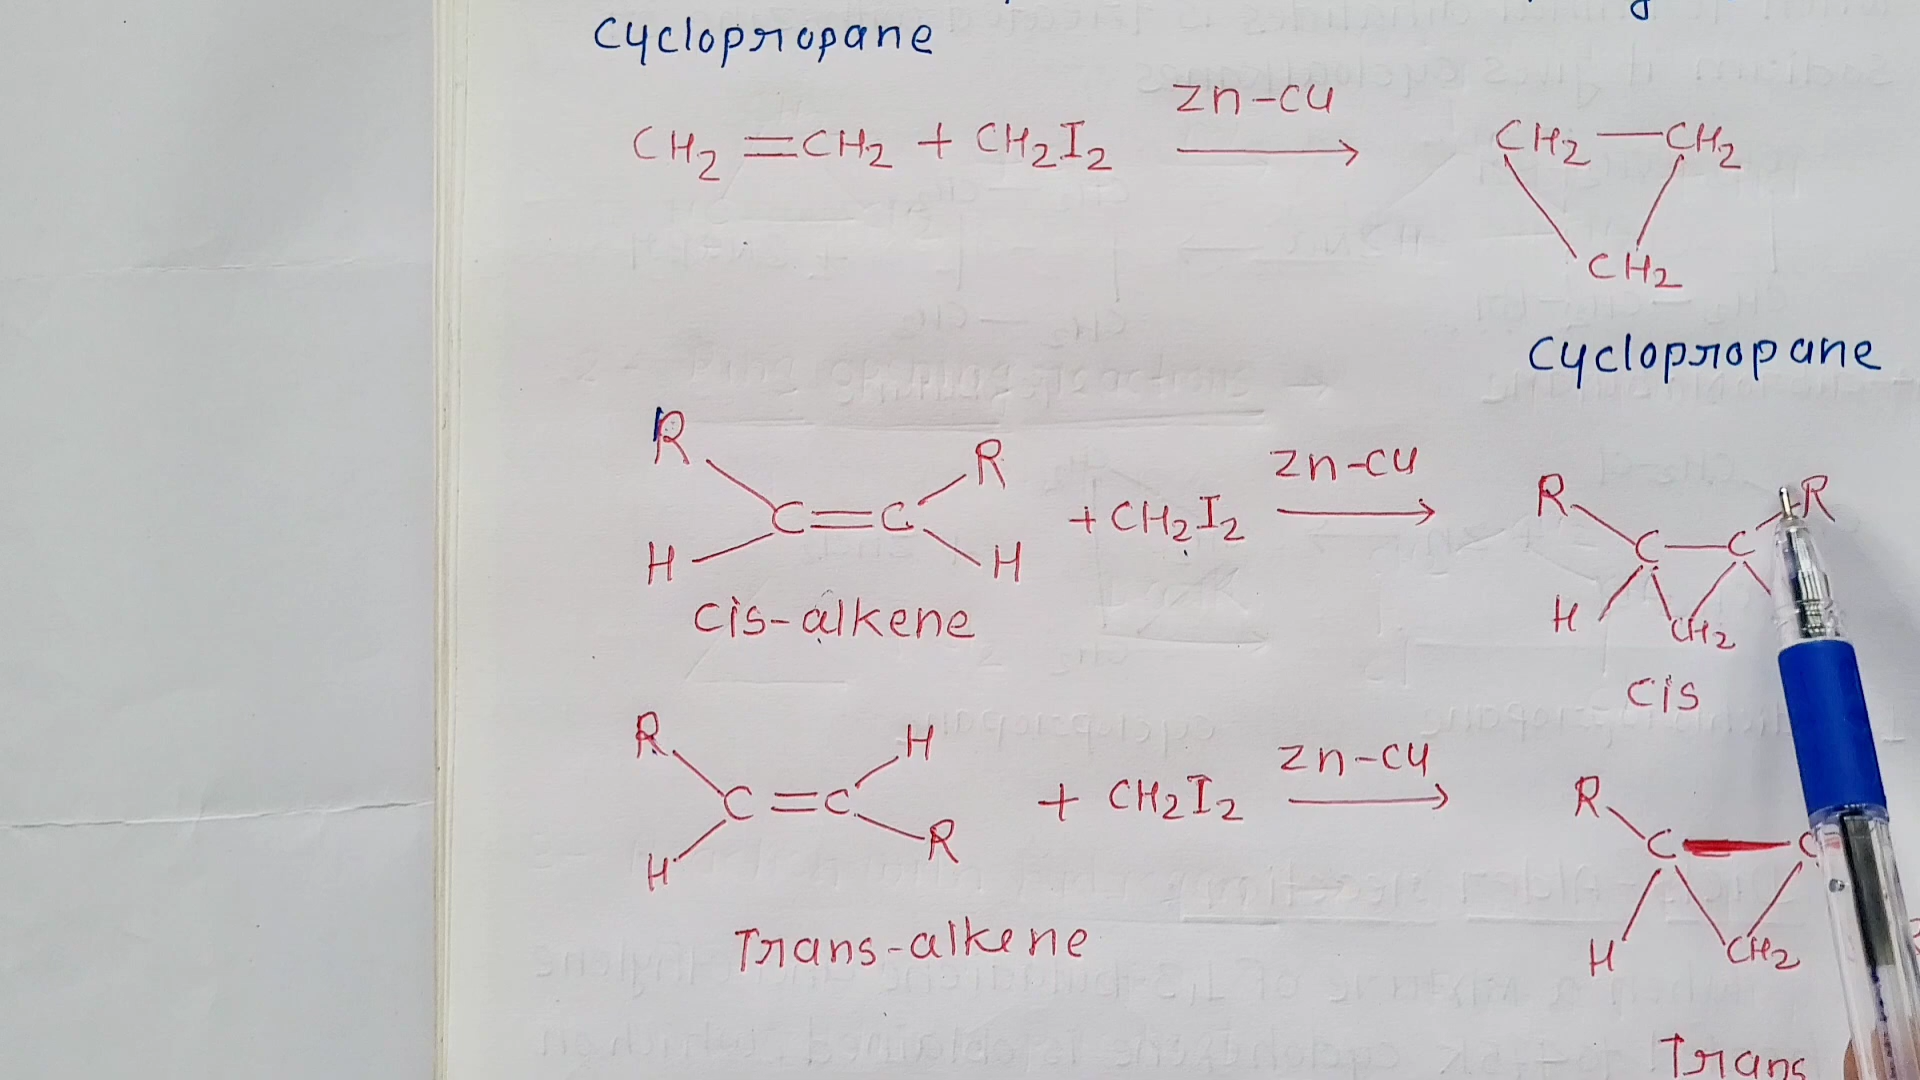 Cyclopropane
CH2=CH2 + CH2I2 Zn-Cu → CH2—CH2
CH2
Cyclopropane
R R
C=C + CH2I2 Zn-Cu → R R
C—C
H H H CH2
Cis-alkene
Cis
R H
C=C + CH2I2 Zn-Cu → R
C—C
H R
H CH2
Trans-alkene
Trans